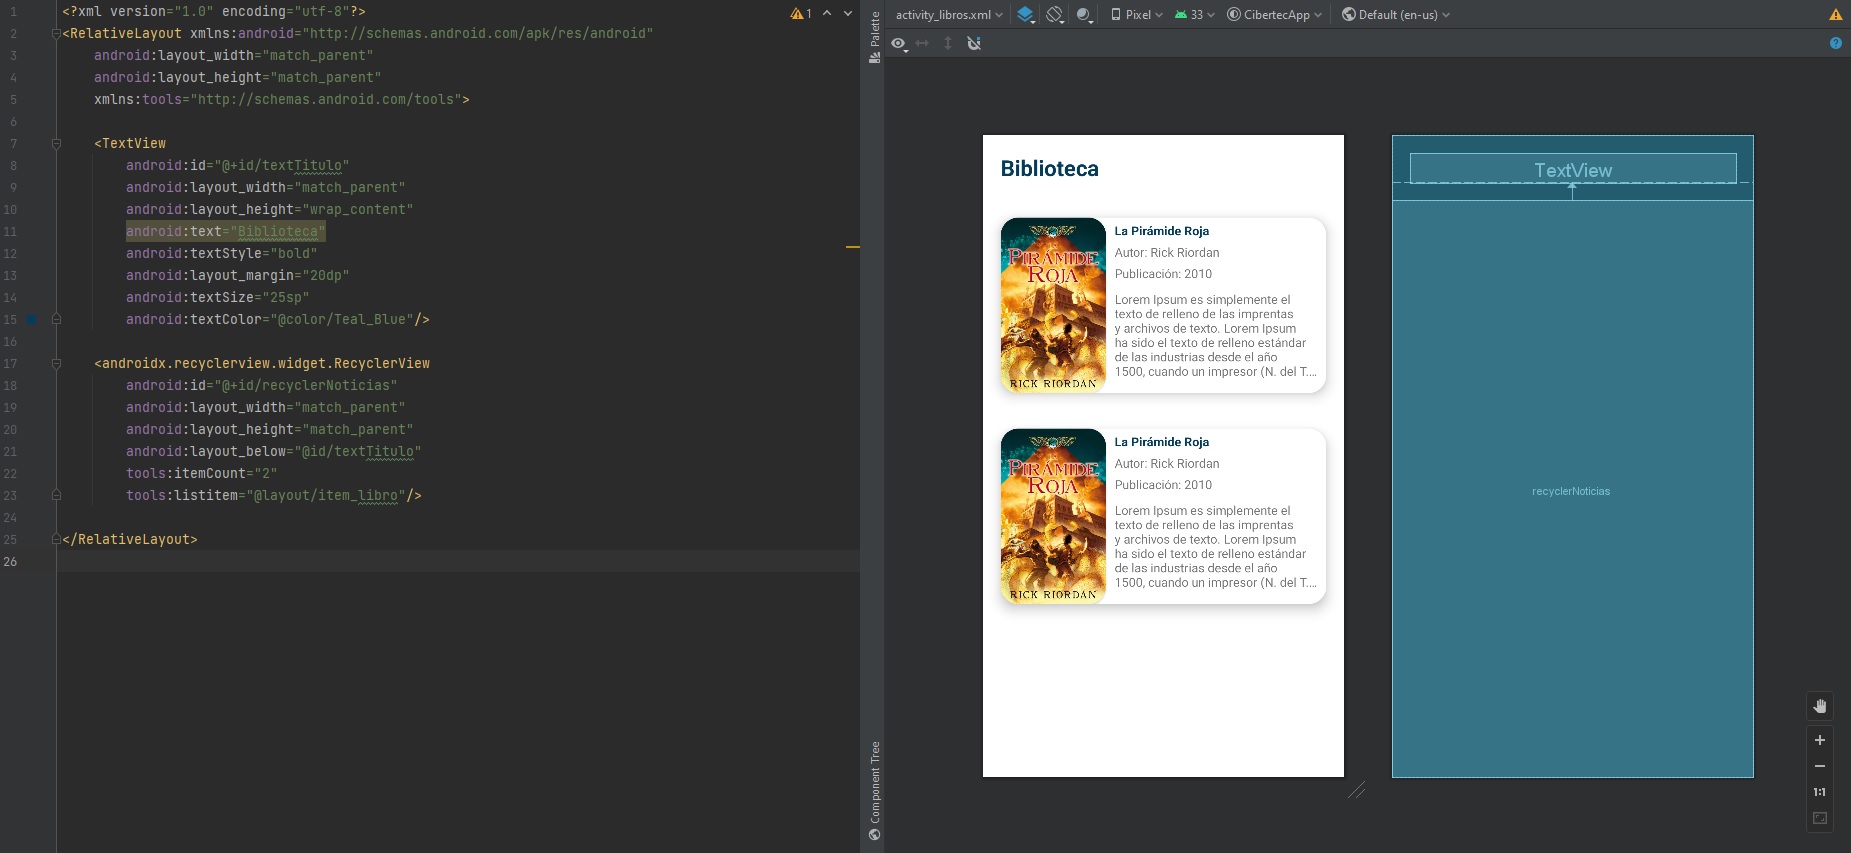 1 <?xml version="1.0" encoding="utf-8"?>
2 <RelativeLayout xmlns:android="http://schemas.android.com/apk/res/android"
3 android:layout_width="match_parent"
4 android:layout_height="match_parent"
5 xmlns:tools="http://schemas.android.com/tools">
6
7 <TextView
8 android:id="@+id/textTitulo"
9 android:layout_width="match_parent"
10 android:layout_height="wrap_content"
11 android:text="Biblioteca"
12 android:textStyle="bold"
13 android:layout_margin="20dp"
14 android:textSize="25sp"
15 android:textColor="@color/Teal_Blue"/>
16
17 <androidx.recyclerview.widget.RecyclerView
18 android:id="@+id/recyclerNoticias"
19 android:layout_width="match_parent"
20 android:layout_height="match_parent"
21 android:layout_below="@id/textTitulo"
22 tools:itemCount="2"
23 tools:listitem="@layout/item_libro"/>
24
25 </RelativeLayout>
26
1
Palette
Component Tree
activity_libros.xml
Pixel
33
CibertecApp
Default (en-us)
Biblioteca
PIRÁMIDE
ROJA
RICK RIORDAN
La Pirámide Roja
Autor: Rick Riordan
Publicación: 2010
Lorem Ipsum es simplemente el
texto de relleno de las imprentas
y archivos de texto. Lorem Ipsum
ha sido el texto de relleno estándar
de las industrias desde el año
1500, cuando un impresor (N. del T....
PIRÁMIDE
ROJA
RICK RIORDAN
La Pirámide Roja
Autor: Rick Riordan
Publicación: 2010
Lorem Ipsum es simplemente el
texto de relleno de las imprentas
y archivos de texto. Lorem Ipsum
ha sido el texto de relleno estándar
de las industrias desde el año
1500, cuando un impresor (N. del T....
TextView
recyclerNoticias
1:1